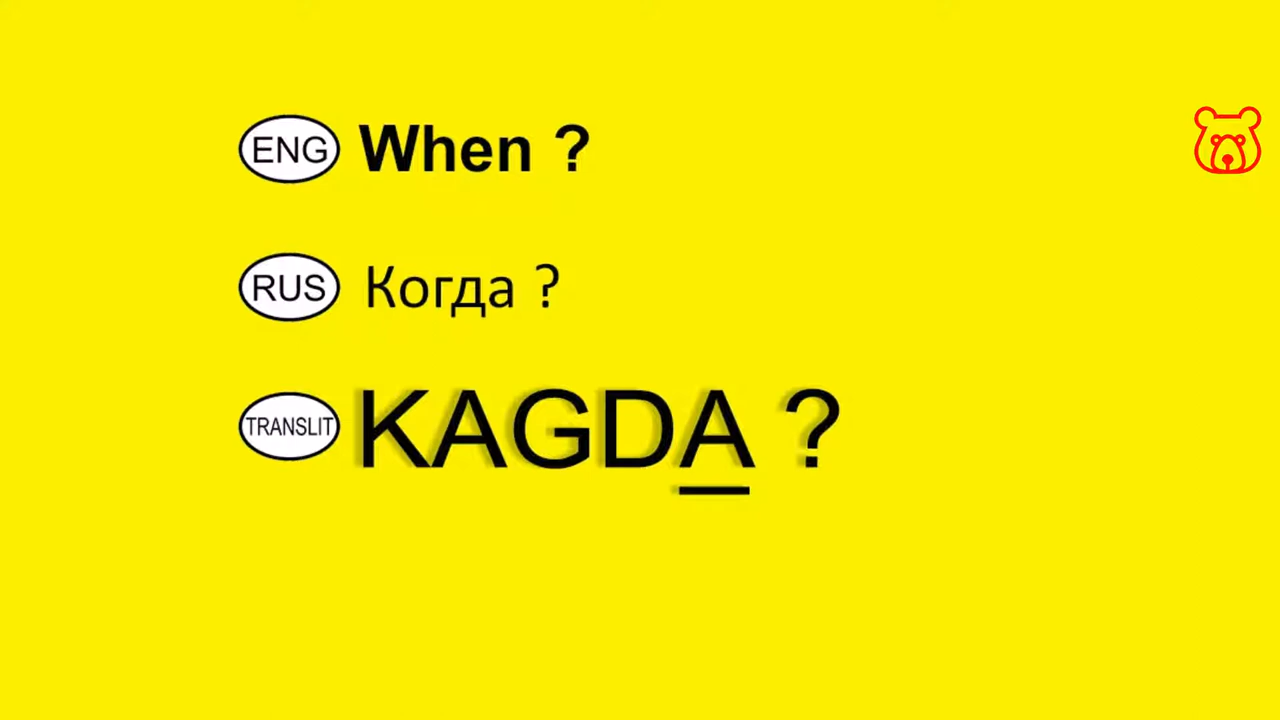 ENG When ?
RUS Когда ?
TRANSLIT KAGDA ?